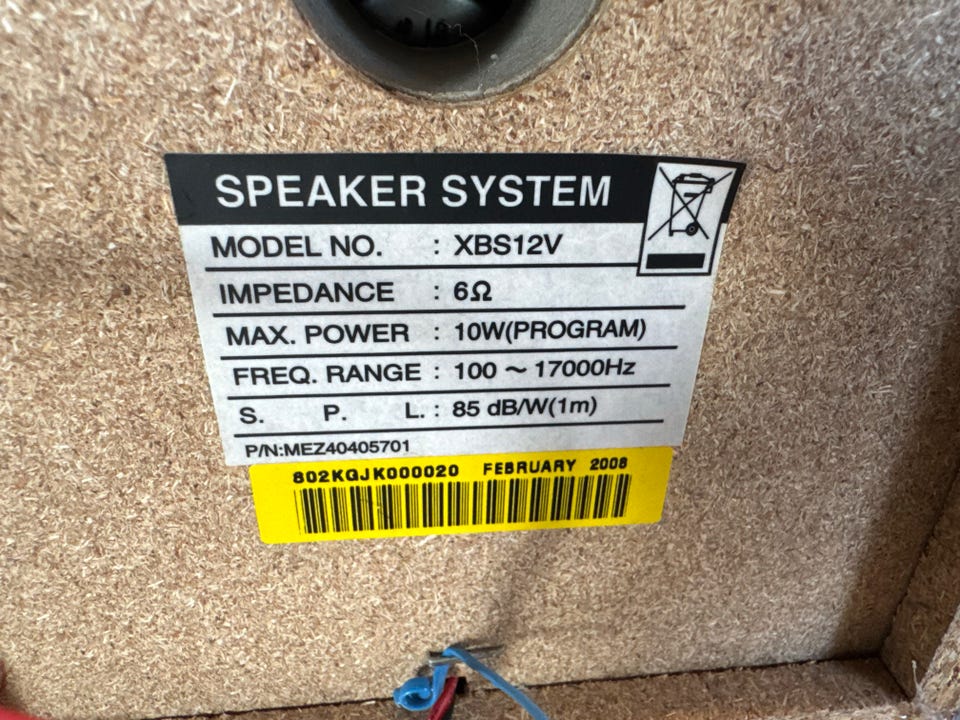 SPEAKER SYSTEM
MODEL NO. : XBS12V
IMPEDANCE : 6Ω
MAX. POWER : 10W(PROGRAM)
FREQ. RANGE : 100 ~ 17000Hz
S. P. L. : 85 dB/W(1m)
P/N:MEZ40405701
802KGJK000020 FEBRUARY 2008